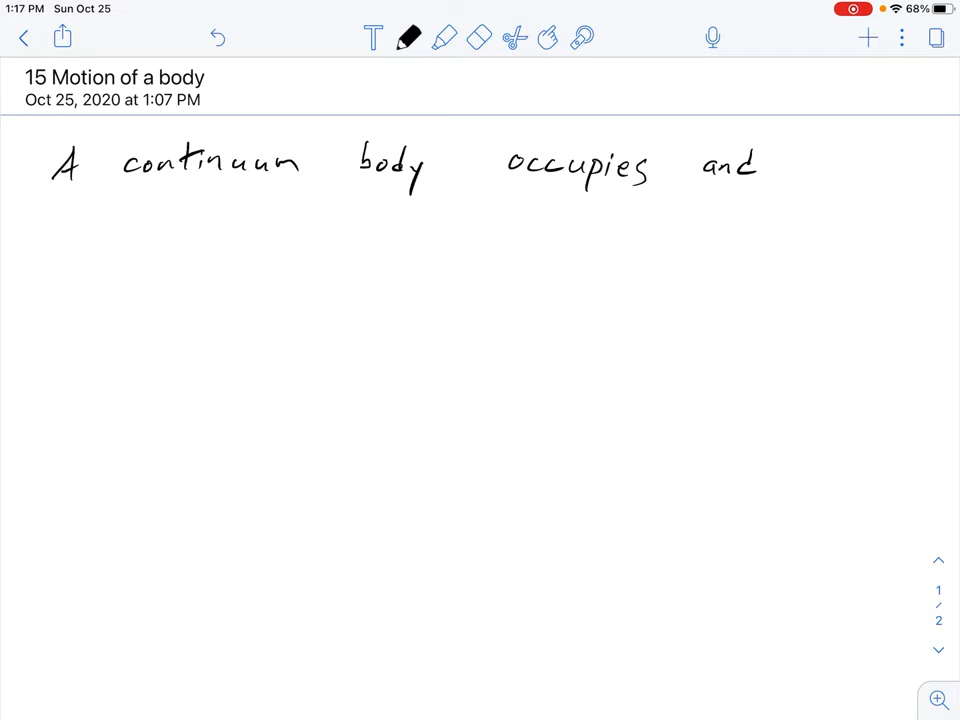 1:17 PM Sun Oct 25 68%
T
15 Motion of a body
Oct 25, 2020 at 1:07 PM
A continuum body occupies and
1
/
2